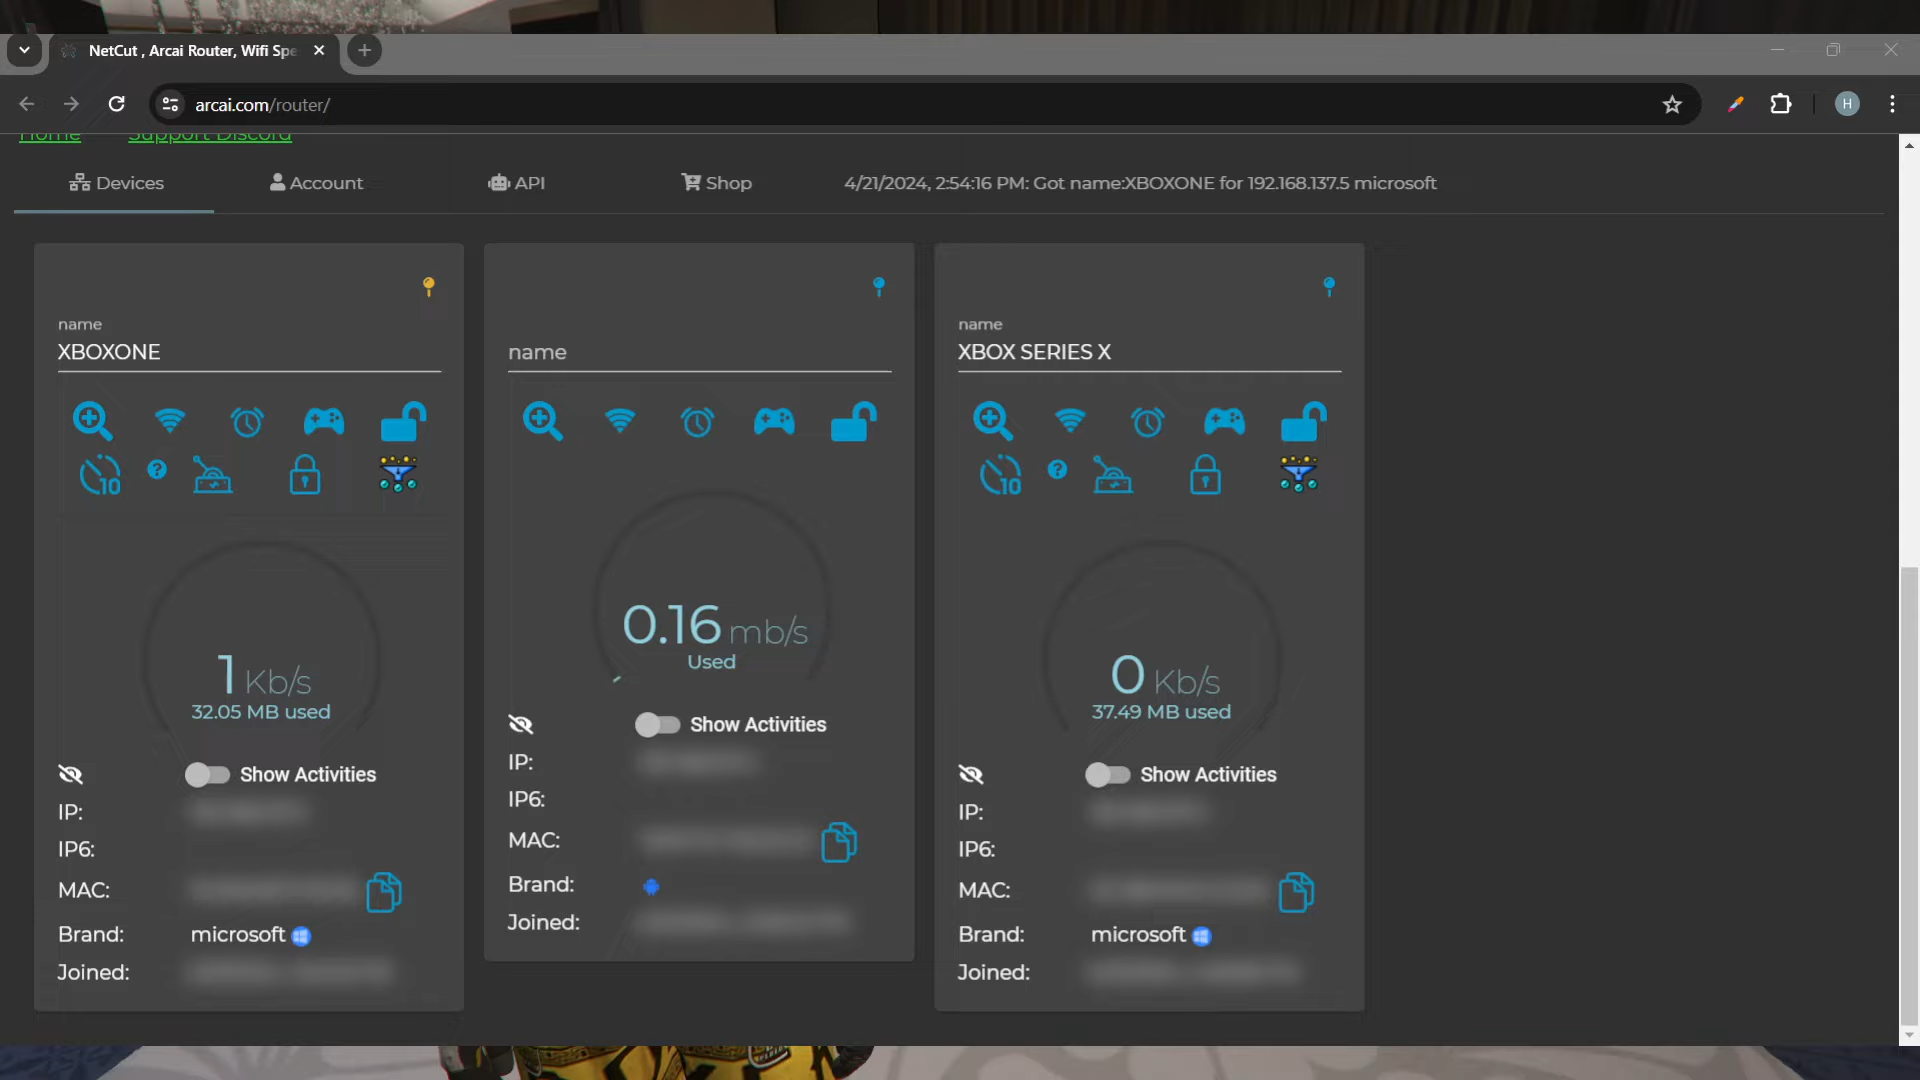 NetCut , Arcai Router, Wifi Spe
arcai.com/router/
H
Home Support Discord
Devices Account API Shop 4/21/2024, 2:54:16 PM: Got name:XBOXONE for 192.168.137.5 microsoft
name
XBOXONE
10 ?
1 Kb/s
32.05 MB used
Show Activities
IP:
IP6:
MAC:
Brand: microsoft
Joined:
name
0.16 mb/s
Used
Show Activities
IP:
IP6:
MAC:
Brand:
Joined:
name
XBOX SERIES X
10 ?
0 Kb/s
37.49 MB used
Show Activities
IP:
IP6:
MAC:
Brand: microsoft
Joined: